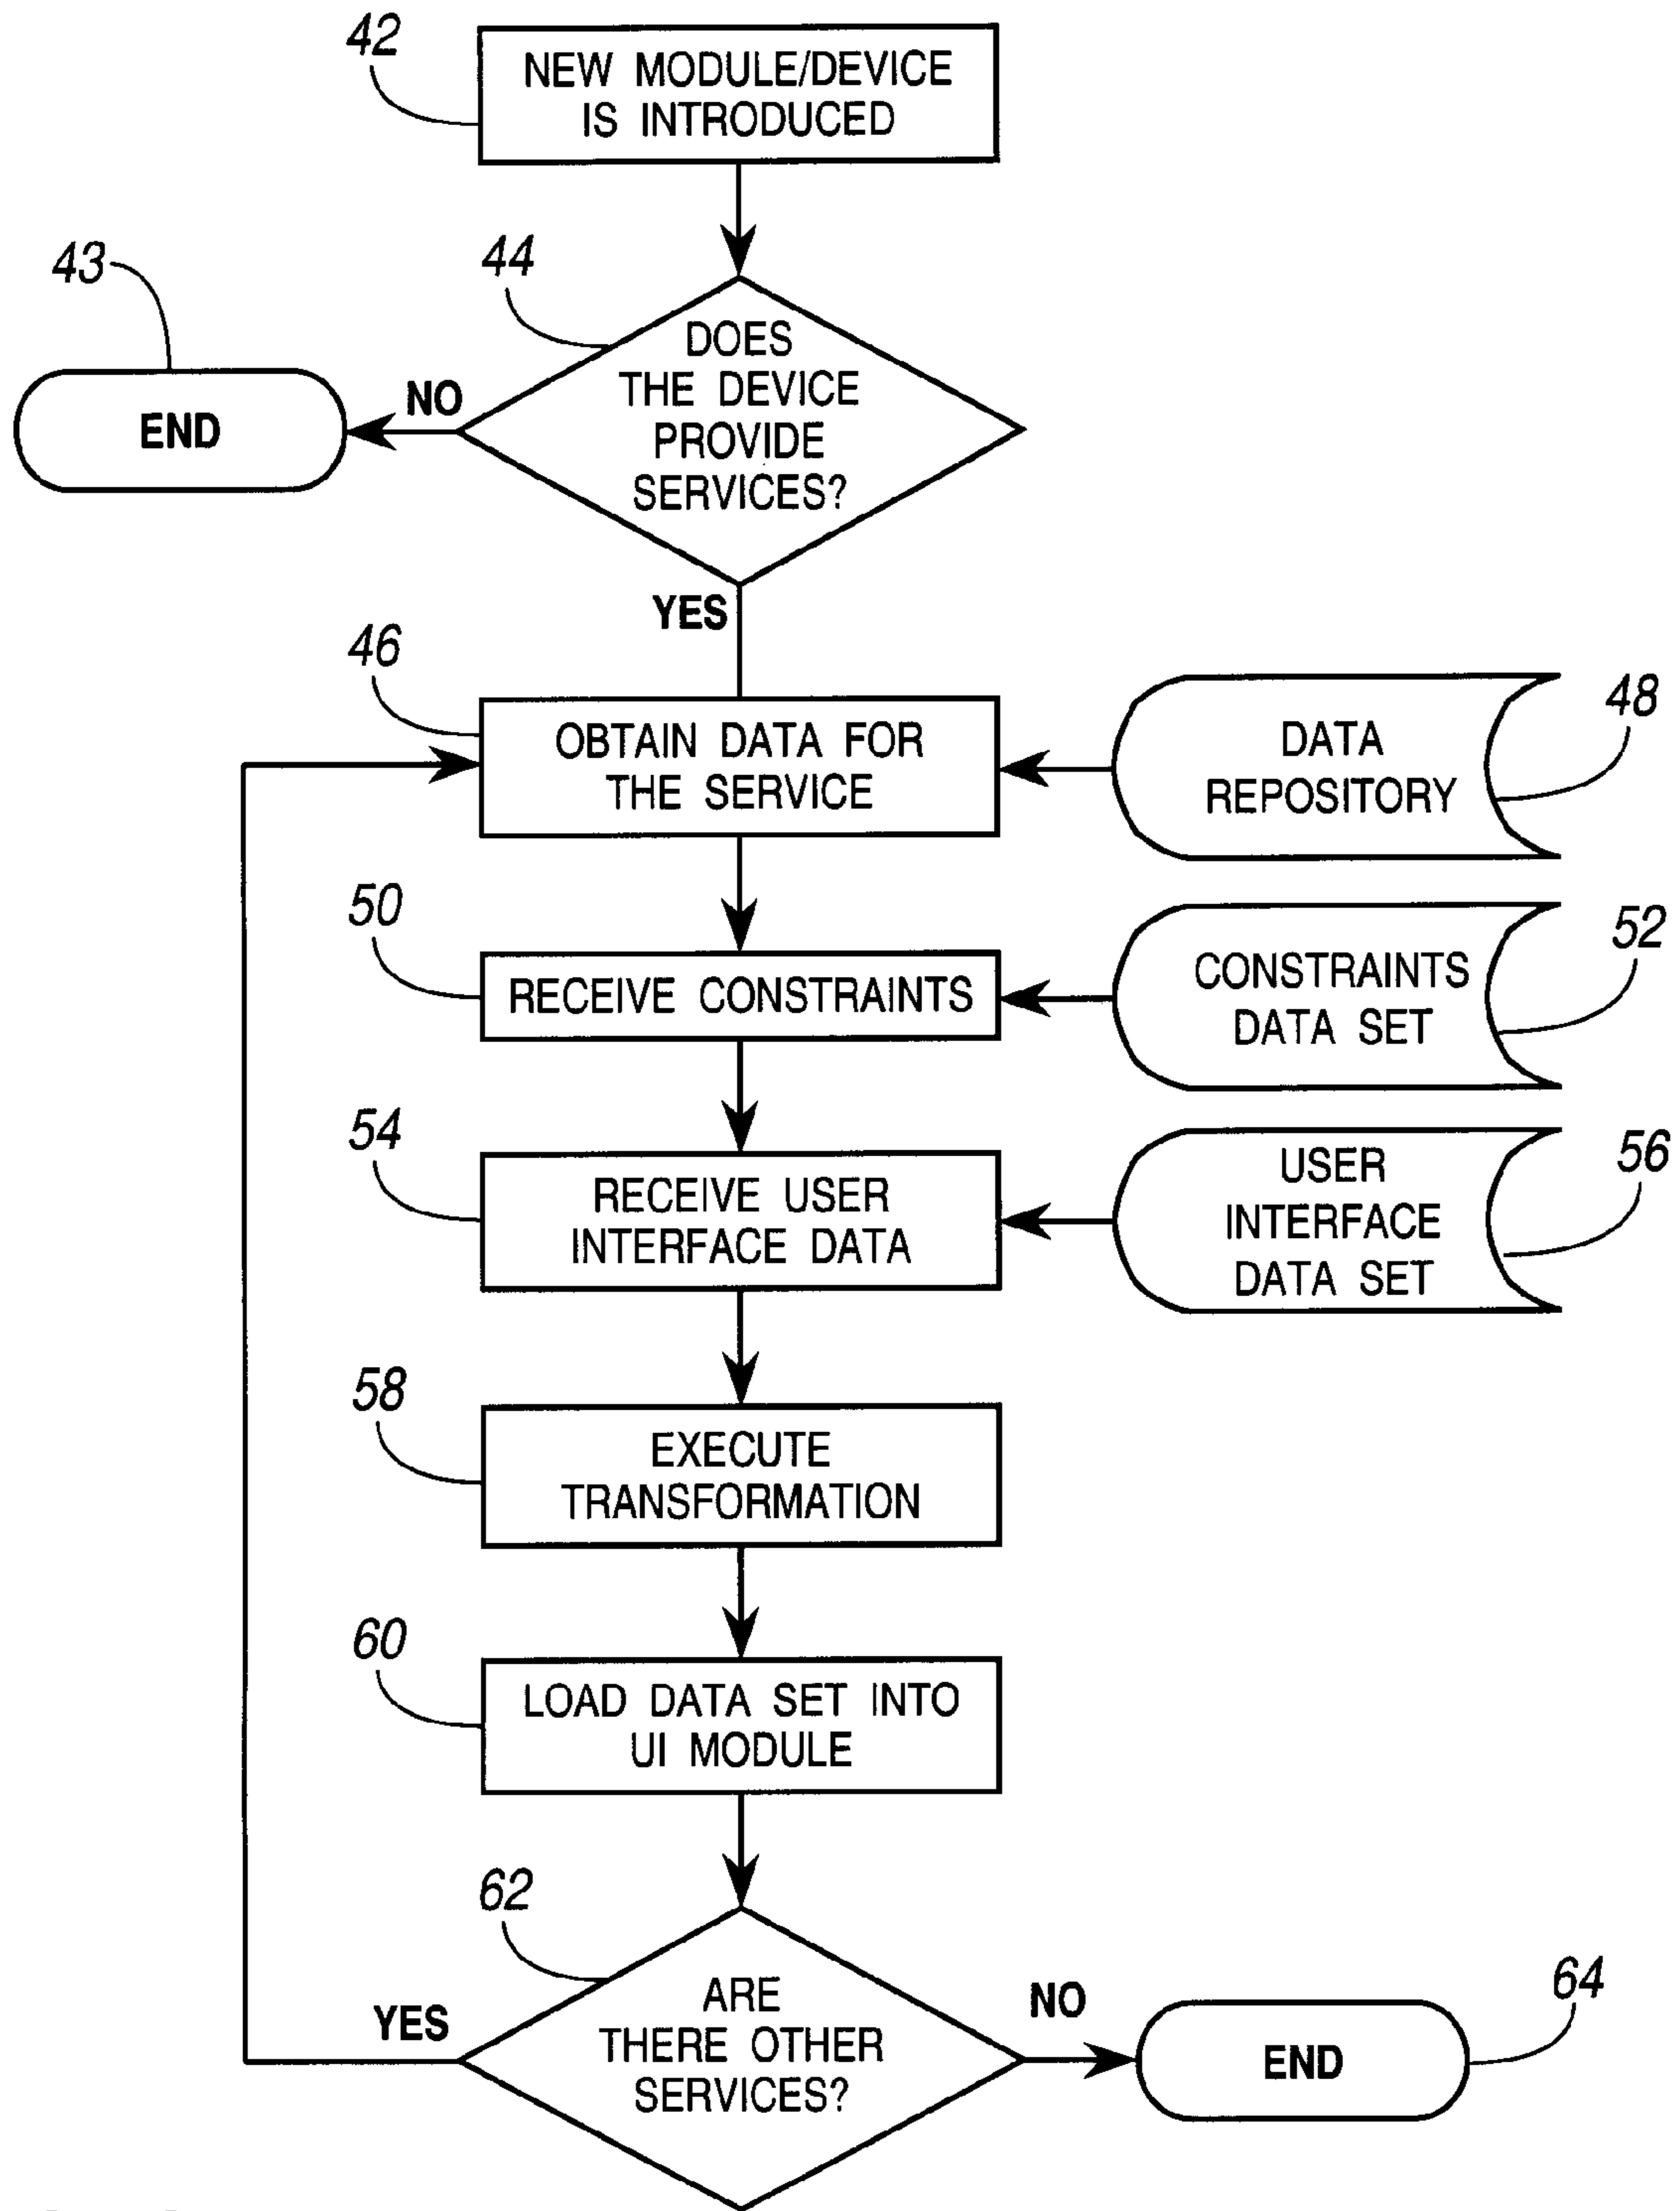 42
NEW MODULE/DEVICE
IS INTRODUCED
43
44
DOES
THE DEVICE
PROVIDE
SERVICES?
NO
END
YES
46
OBTAIN DATA FOR
THE SERVICE
DATA
REPOSITORY
48
50
RECEIVE CONSTRAINTS
CONSTRAINTS
DATA SET
52
54
RECEIVE USER
INTERFACE DATA
USER
INTERFACE
DATA SET
56
58
EXECUTE
TRANSFORMATION
60
LOAD DATA SET INTO
UI MODULE
62
ARE
THERE OTHER
SERVICES?
YES
NO
END
64